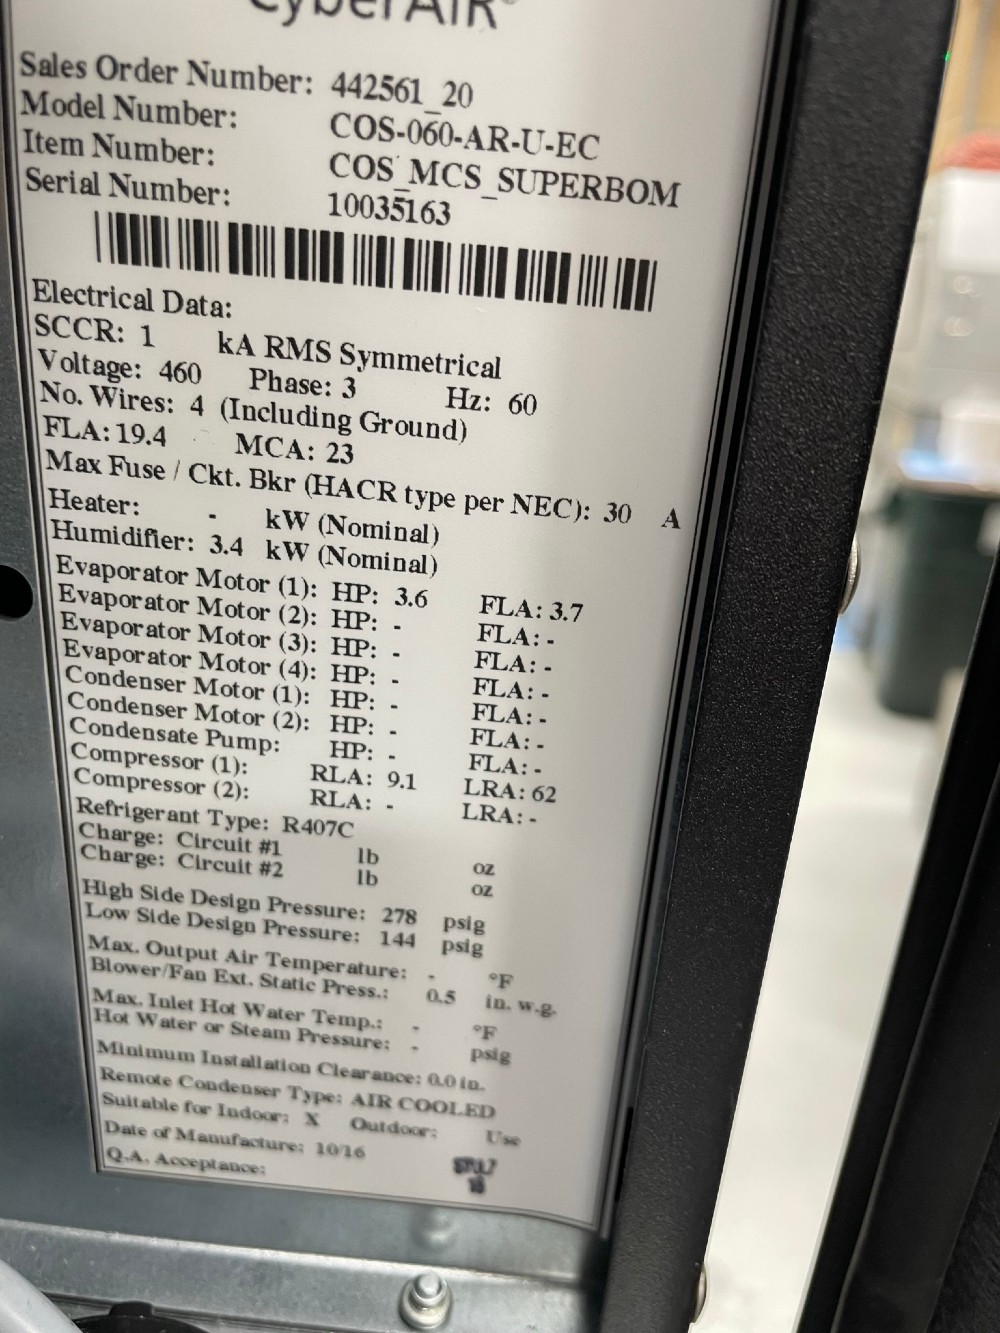 CyberAiR®
Sales Order Number: 442561_20
Model Number: COS-060-AR-U-EC
Item Number: COS_MCS_SUPERBOM
Serial Number: 10035163
Electrical Data:
SCCR: 1 kA RMS Symmetrical
Voltage: 460 Phase: 3 Hz: 60
No. Wires: 4 (Including Ground)
FLA: 19.4 MCA: 23
Max Fuse / Ckt. Bkr (HACR type per NEC): 30 A
Heater: - kW (Nominal)
Humidifier: 3.4 kW (Nominal)
Evaporator Motor (1): HP: 3.6 FLA: 3.7
Evaporator Motor (2): HP: - FLA: -
Evaporator Motor (3): HP: - FLA: -
Evaporator Motor (4): HP: - FLA: -
Condenser Motor (1): HP: - FLA: -
Condenser Motor (2): HP: - FLA: -
Condensate Pump: HP: - FLA: -
Compressor (1): RLA: 9.1 LRA: 62
Compressor (2): RLA: - LRA: -
Refrigerant Type: R407C
Charge: Circuit #1 lb oz
Charge: Circuit #2 lb oz
High Side Design Pressure: 278 psig
Low Side Design Pressure: 144 psig
Max. Output Air Temperature: - °F
Blower/Fan Ext. Static Press.: 0.5 in. w.g.
Max. Inlet Hot Water Temp.: - °F
Hot Water or Steam Pressure: - psig
Minimum Installation Clearance: 0.0 in.
Remote Condenser Type: AIR COOLED
Suitable for Indoor: X Outdoor: Use
Date of Manufacture: 10/16
Q.A. Acceptance: